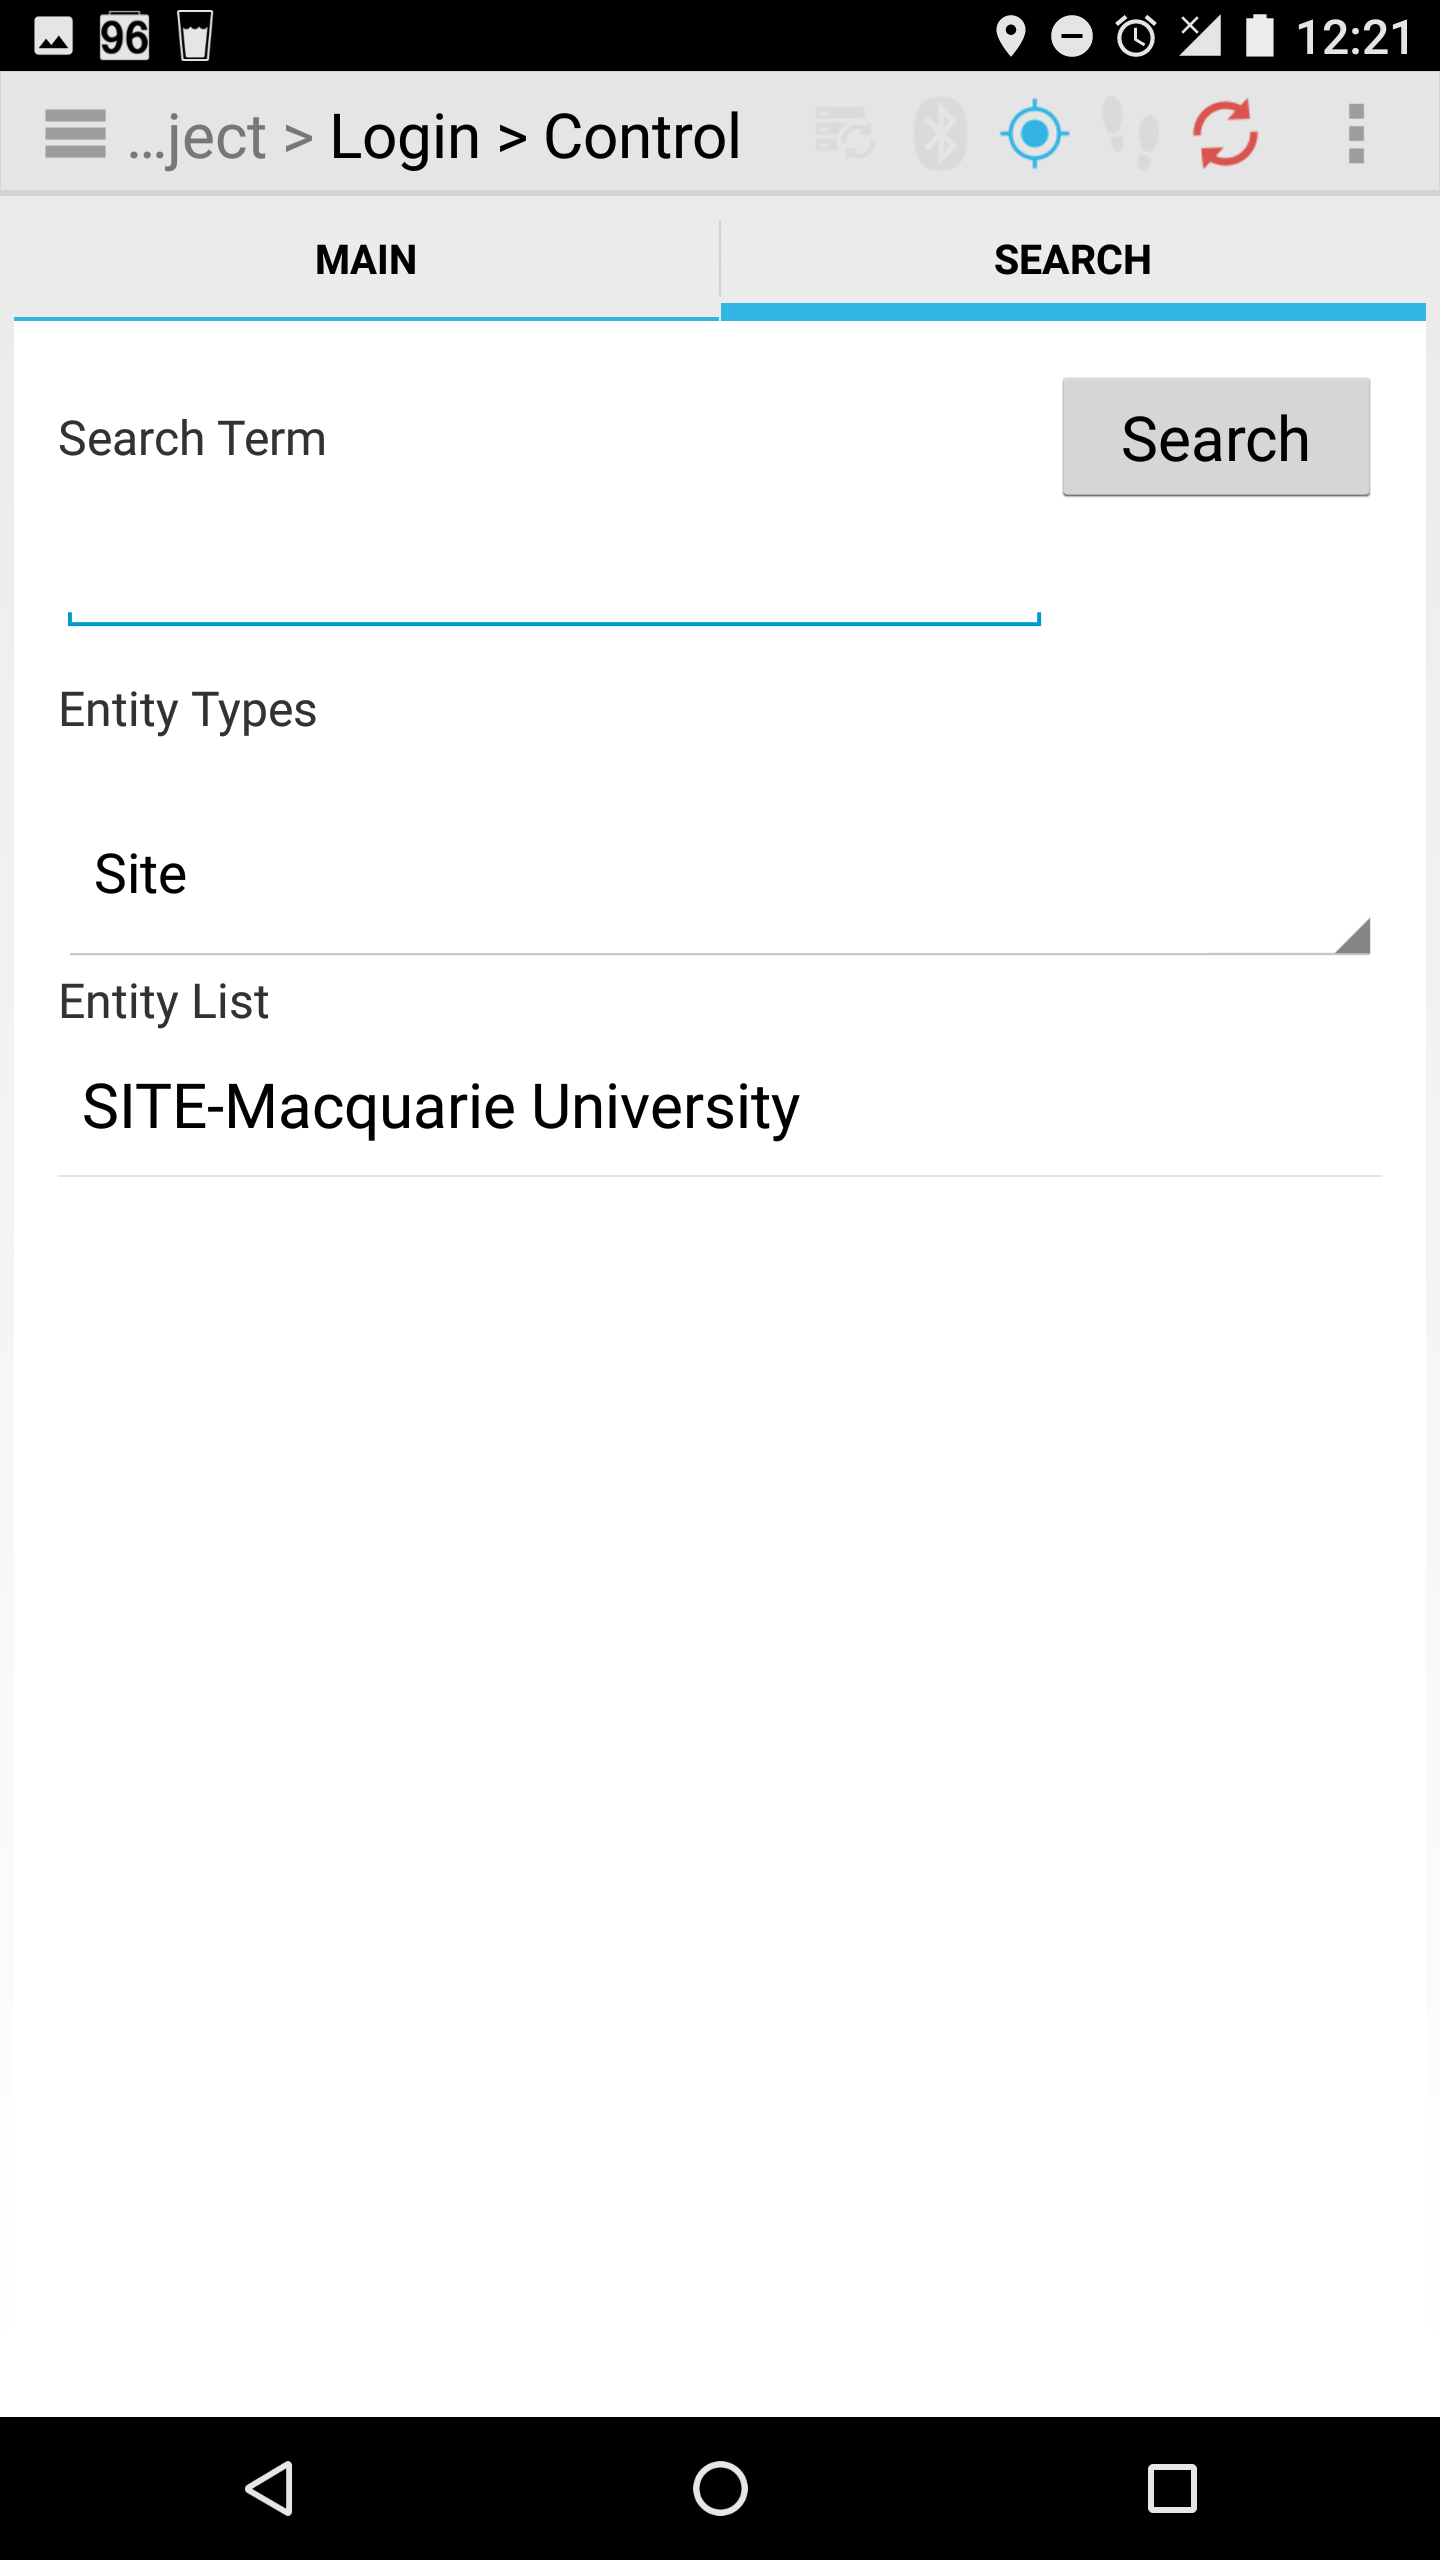 96 12:21
...ject > Login > Control
MAIN SEARCH
Search Term Search
Entity Types
Site
Entity List
SITE-Macquarie University